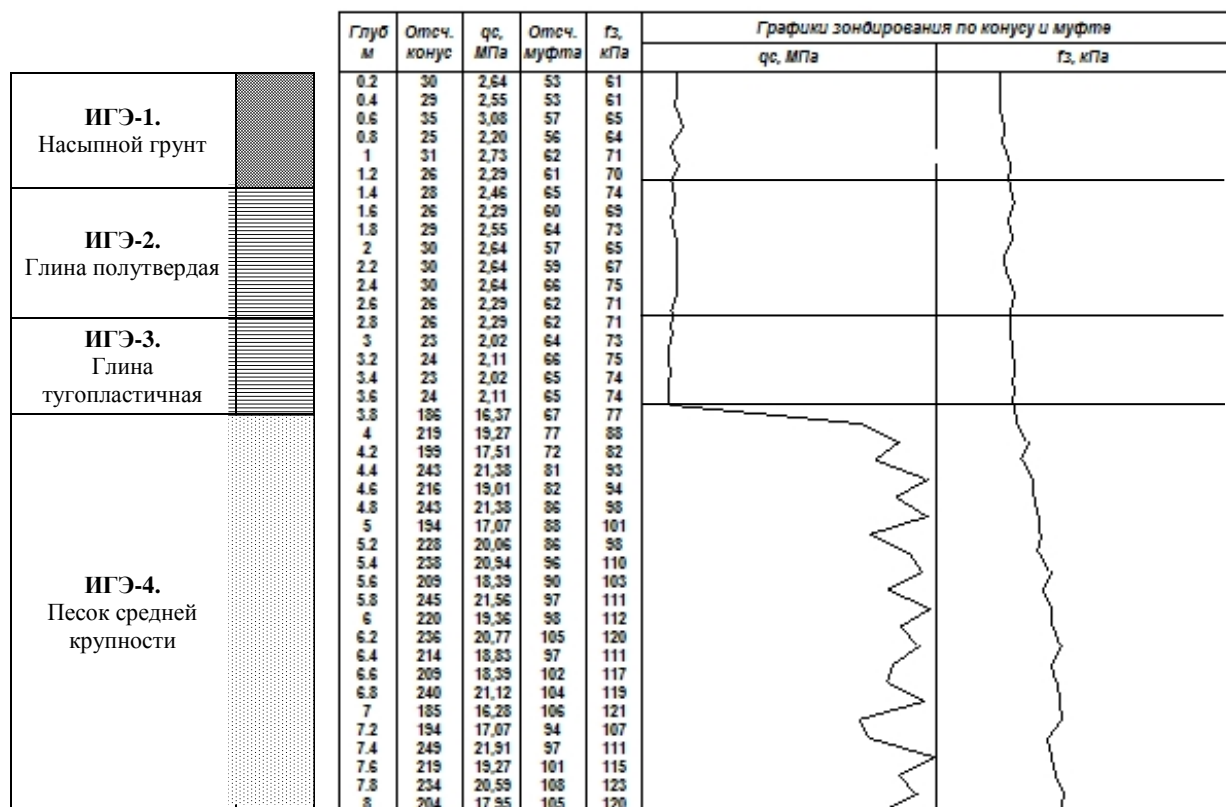 Глуб м Отсч. конус qc, МПа Отсч. муфта fз, кПа Графики зондирования по конусу и муфте
qc, МПа fз, кПа
ИГЭ-1.
Насыпной грунт
ИГЭ-2.
Глина полутвердая
ИГЭ-3.
Глина
тугопластичная
ИГЭ-4.
Песок средней
крупности
0.2 30 2,64 53 61
0.4 29 2,55 53 61
0.6 35 3,08 57 65
0.8 25 2,20 56 64
1 31 2,73 62 71
1.2 26 2,29 61 70
1.4 28 2,46 65 74
1.6 26 2,29 60 69
1.8 29 2,55 64 73
2 30 2,64 57 65
2.2 30 2,64 59 67
2.4 30 2,64 66 75
2.6 26 2,29 62 71
2.8 26 2,29 62 71
3 23 2,02 64 73
3.2 24 2,11 66 75
3.4 23 2,02 65 74
3.6 24 2,11 65 74
3.8 186 16,37 67 77
4 219 19,27 77 88
4.2 199 17,51 72 82
4.4 243 21,38 81 93
4.6 216 19,01 82 94
4.8 243 21,38 86 98
5 194 17,07 88 101
5.2 228 20,06 86 98
5.4 238 20,94 96 110
5.6 209 18,39 90 103
5.8 245 21,56 97 111
6 220 19,36 98 112
6.2 236 20,77 105 120
6.4 214 18,83 97 111
6.6 209 18,39 102 117
6.8 240 21,12 104 119
7 185 16,28 106 121
7.2 194 17,07 94 107
7.4 249 21,91 97 111
7.6 219 19,27 101 115
7.8 234 20,59 108 123
8 204 17,95 105 120